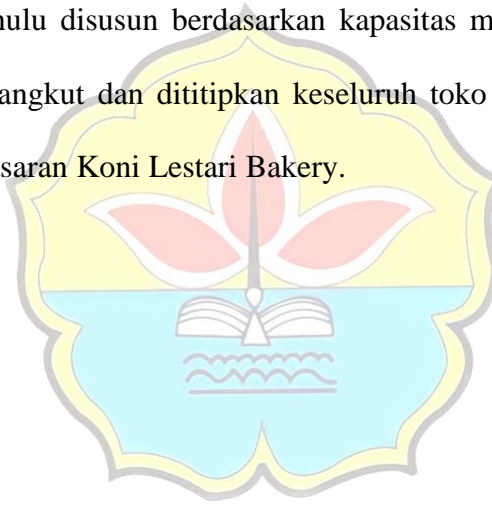 hulu disusun berdasarkan kapasitas m
angkut dan dititipkan keseluruh toko
saran Koni Lestari Bakery.